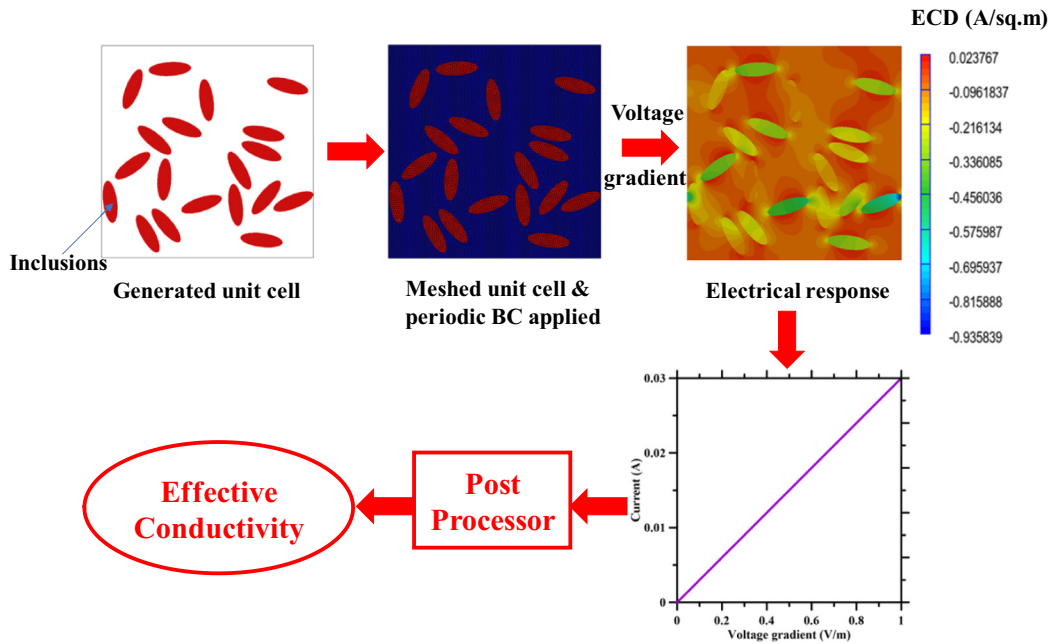 ECD (A/sq.m)
0.023767
-0.0961837
-0.216134
-0.336085
-0.456036
-0.575987
-0.695937
-0.815888
-0.935839
Voltage
gradient
Inclusions
Generated unit cell
Meshed unit cell &
periodic BC applied
Electrical response
Effective
Conductivity
Post
Processor
Current (A)
0.03
0.02
0.01
0
0
0.2
0.4
0.6
0.8
1
Voltage gradient (V/m)